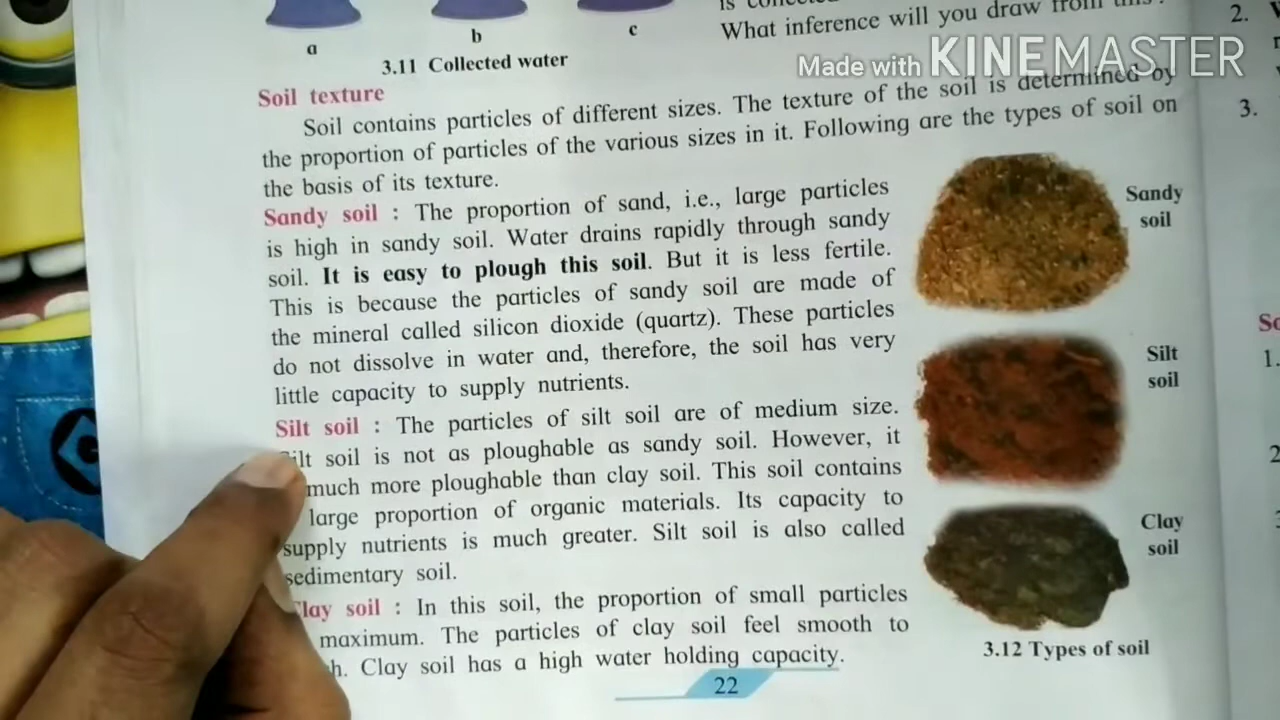 a
b
c
3.11 Collected water
What inference will you draw from this?
Made with KINEMASTER
Soil texture
Soil contains particles of different sizes. The texture of the soil is determined by
the proportion of particles of the various sizes in it. Following are the types of soil on
the basis of its texture.
Sandy soil : The proportion of sand, i.e., large particles
is high in sandy soil. Water drains rapidly through sandy
soil. It is easy to plough this soil. But it is less fertile.
This is because the particles of sandy soil are made of
the mineral called silicon dioxide (quartz). These particles
do not dissolve in water and, therefore, the soil has very
little capacity to supply nutrients.
Silt soil : The particles of silt soil are of medium size.
Silt soil is not as ploughable as sandy soil. However, it
much more ploughable than clay soil. This soil contains
large proportion of organic materials. Its capacity to
supply nutrients is much greater. Silt soil is also called
sedimentary soil.
Clay soil : In this soil, the proportion of small particles
maximum. The particles of clay soil feel smooth to
h. Clay soil has a high water holding capacity.
Sandy
soil
Silt
soil
Clay
soil
3.12 Types of soil
22
2.
3.
1.
2